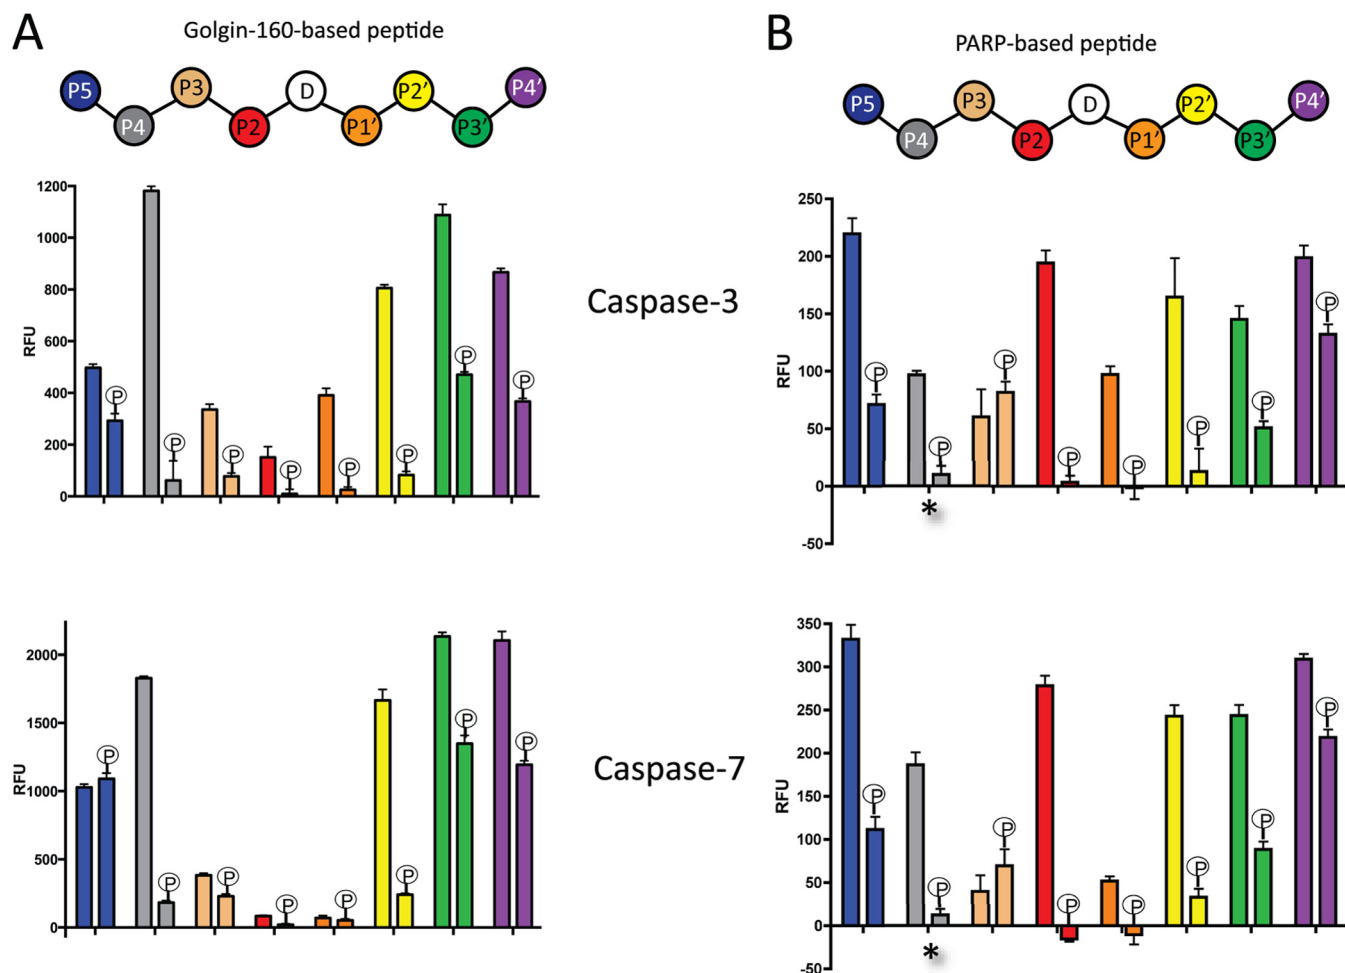 A
Golgin-160-based peptide
P5
P4
P3
P2
D
P1'
P2'
P3'
P4'
RFU
1200
1000
800
600
400
200
0
P
P
P
P
P
P
P
P
Caspase-3
B
PARP-based peptide
P5
P4
P3
P2
D
P1'
P2'
P3'
P4'
RFU
250
200
150
100
50
0
-50
P
P
P
P
P
P
P
P
*
RFU
2000
1500
1000
500
0
P
P
P
P
P
P
P
P
Caspase-7
RFU
350
300
250
200
150
100
50
0
-50
P
P
P
P
P
P
P
P
*